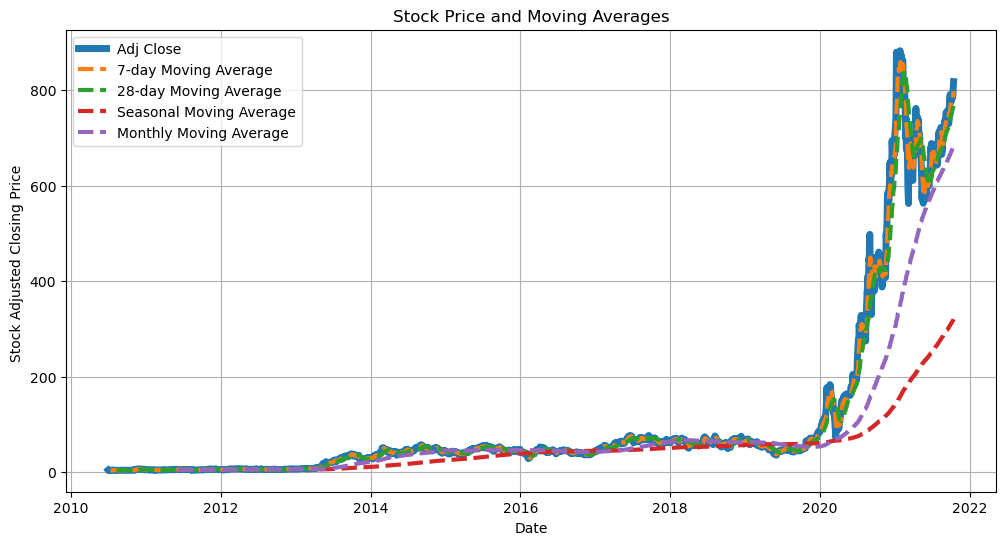 Stock Price and Moving Averages
Adj Close
7-day Moving Average
28-day Moving Average
Seasonal Moving Average
Monthly Moving Average
Stock Adjusted Closing Price
800
600
400
200
0
2010 2012 2014 2016 2018 2020 2022
Date